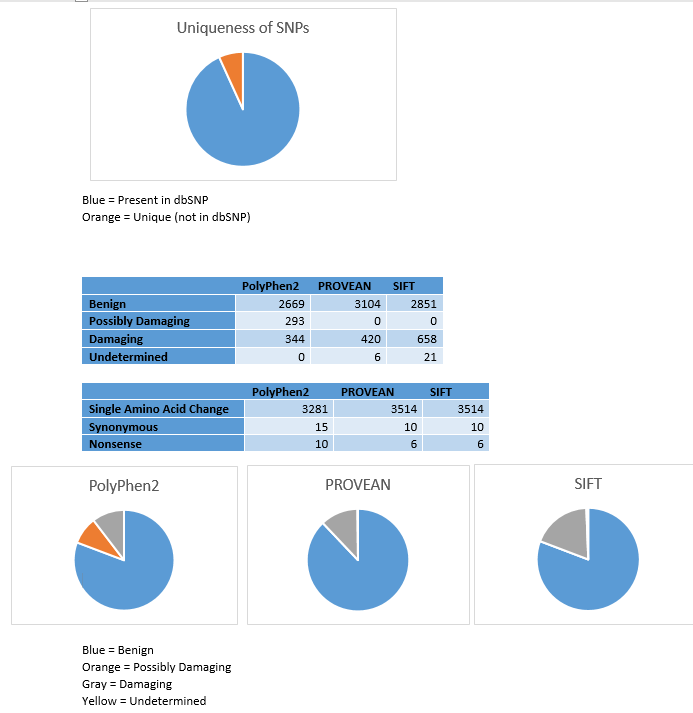 Uniqueness of SNPs
Blue = Present in dbSNP
Orange = Unique (not in dbSNP)
PolyPhen2 PROVEAN SIFT
Benign 2669 3104 2851
Possibly Damaging 293 0 0
Damaging 344 420 658
Undetermined 0 6 21
PolyPhen2 PROVEAN SIFT
Single Amino Acid Change 3281 3514 3514
Synonymous 15 10 10
Nonsense 10 6 6
PolyPhen2 PROVEAN SIFT
Blue = Benign
Orange = Possibly Damaging
Gray = Damaging
Yellow = Undetermined